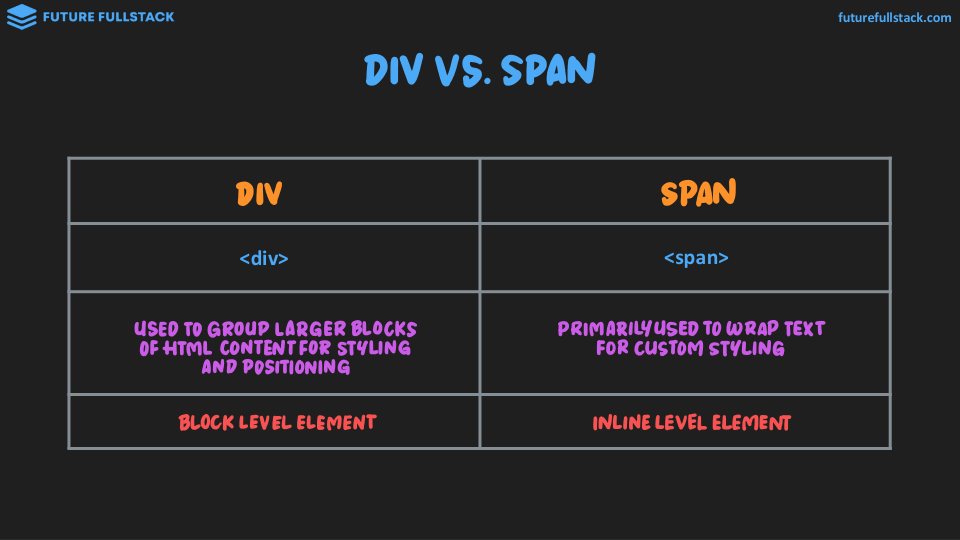 FUTURE FULLSTACK
futurefullstack.com
DIV VS. SPAN
DIV
SPAN
<div>
<span>
USED TO GROUP LARGER BLOCKS
OF HTML CONTENT FOR STYLING
AND POSITIONING
PRIMARILY USED TO WRAP TEXT
FOR CUSTOM STYLING
BLOCK LEVEL ELEMENT
INLINE LEVEL ELEMENT